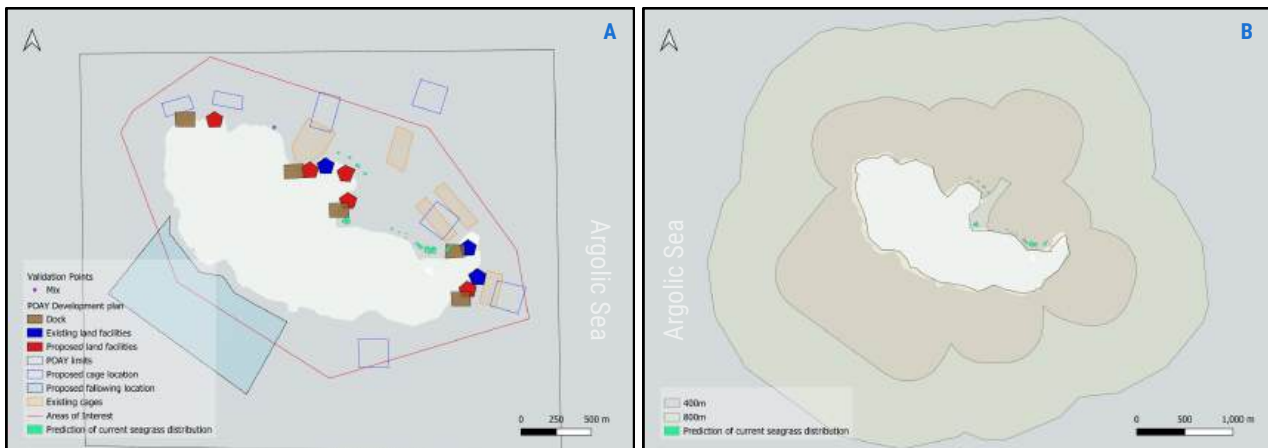 A
Argolic Sea
Validation Points
Mix
PDAY Development plan
Dock
Existing land facilities
Proposed land facilities
PDAY limits
Proposed cage location
Proposed fallowing location
Existing cages
Areas of Interest
Prediction of current seagrass distribution
0 250 500 m
B
Argolic Sea
400m
800m
Prediction of current seagrass distribution
0 500 1,000 m